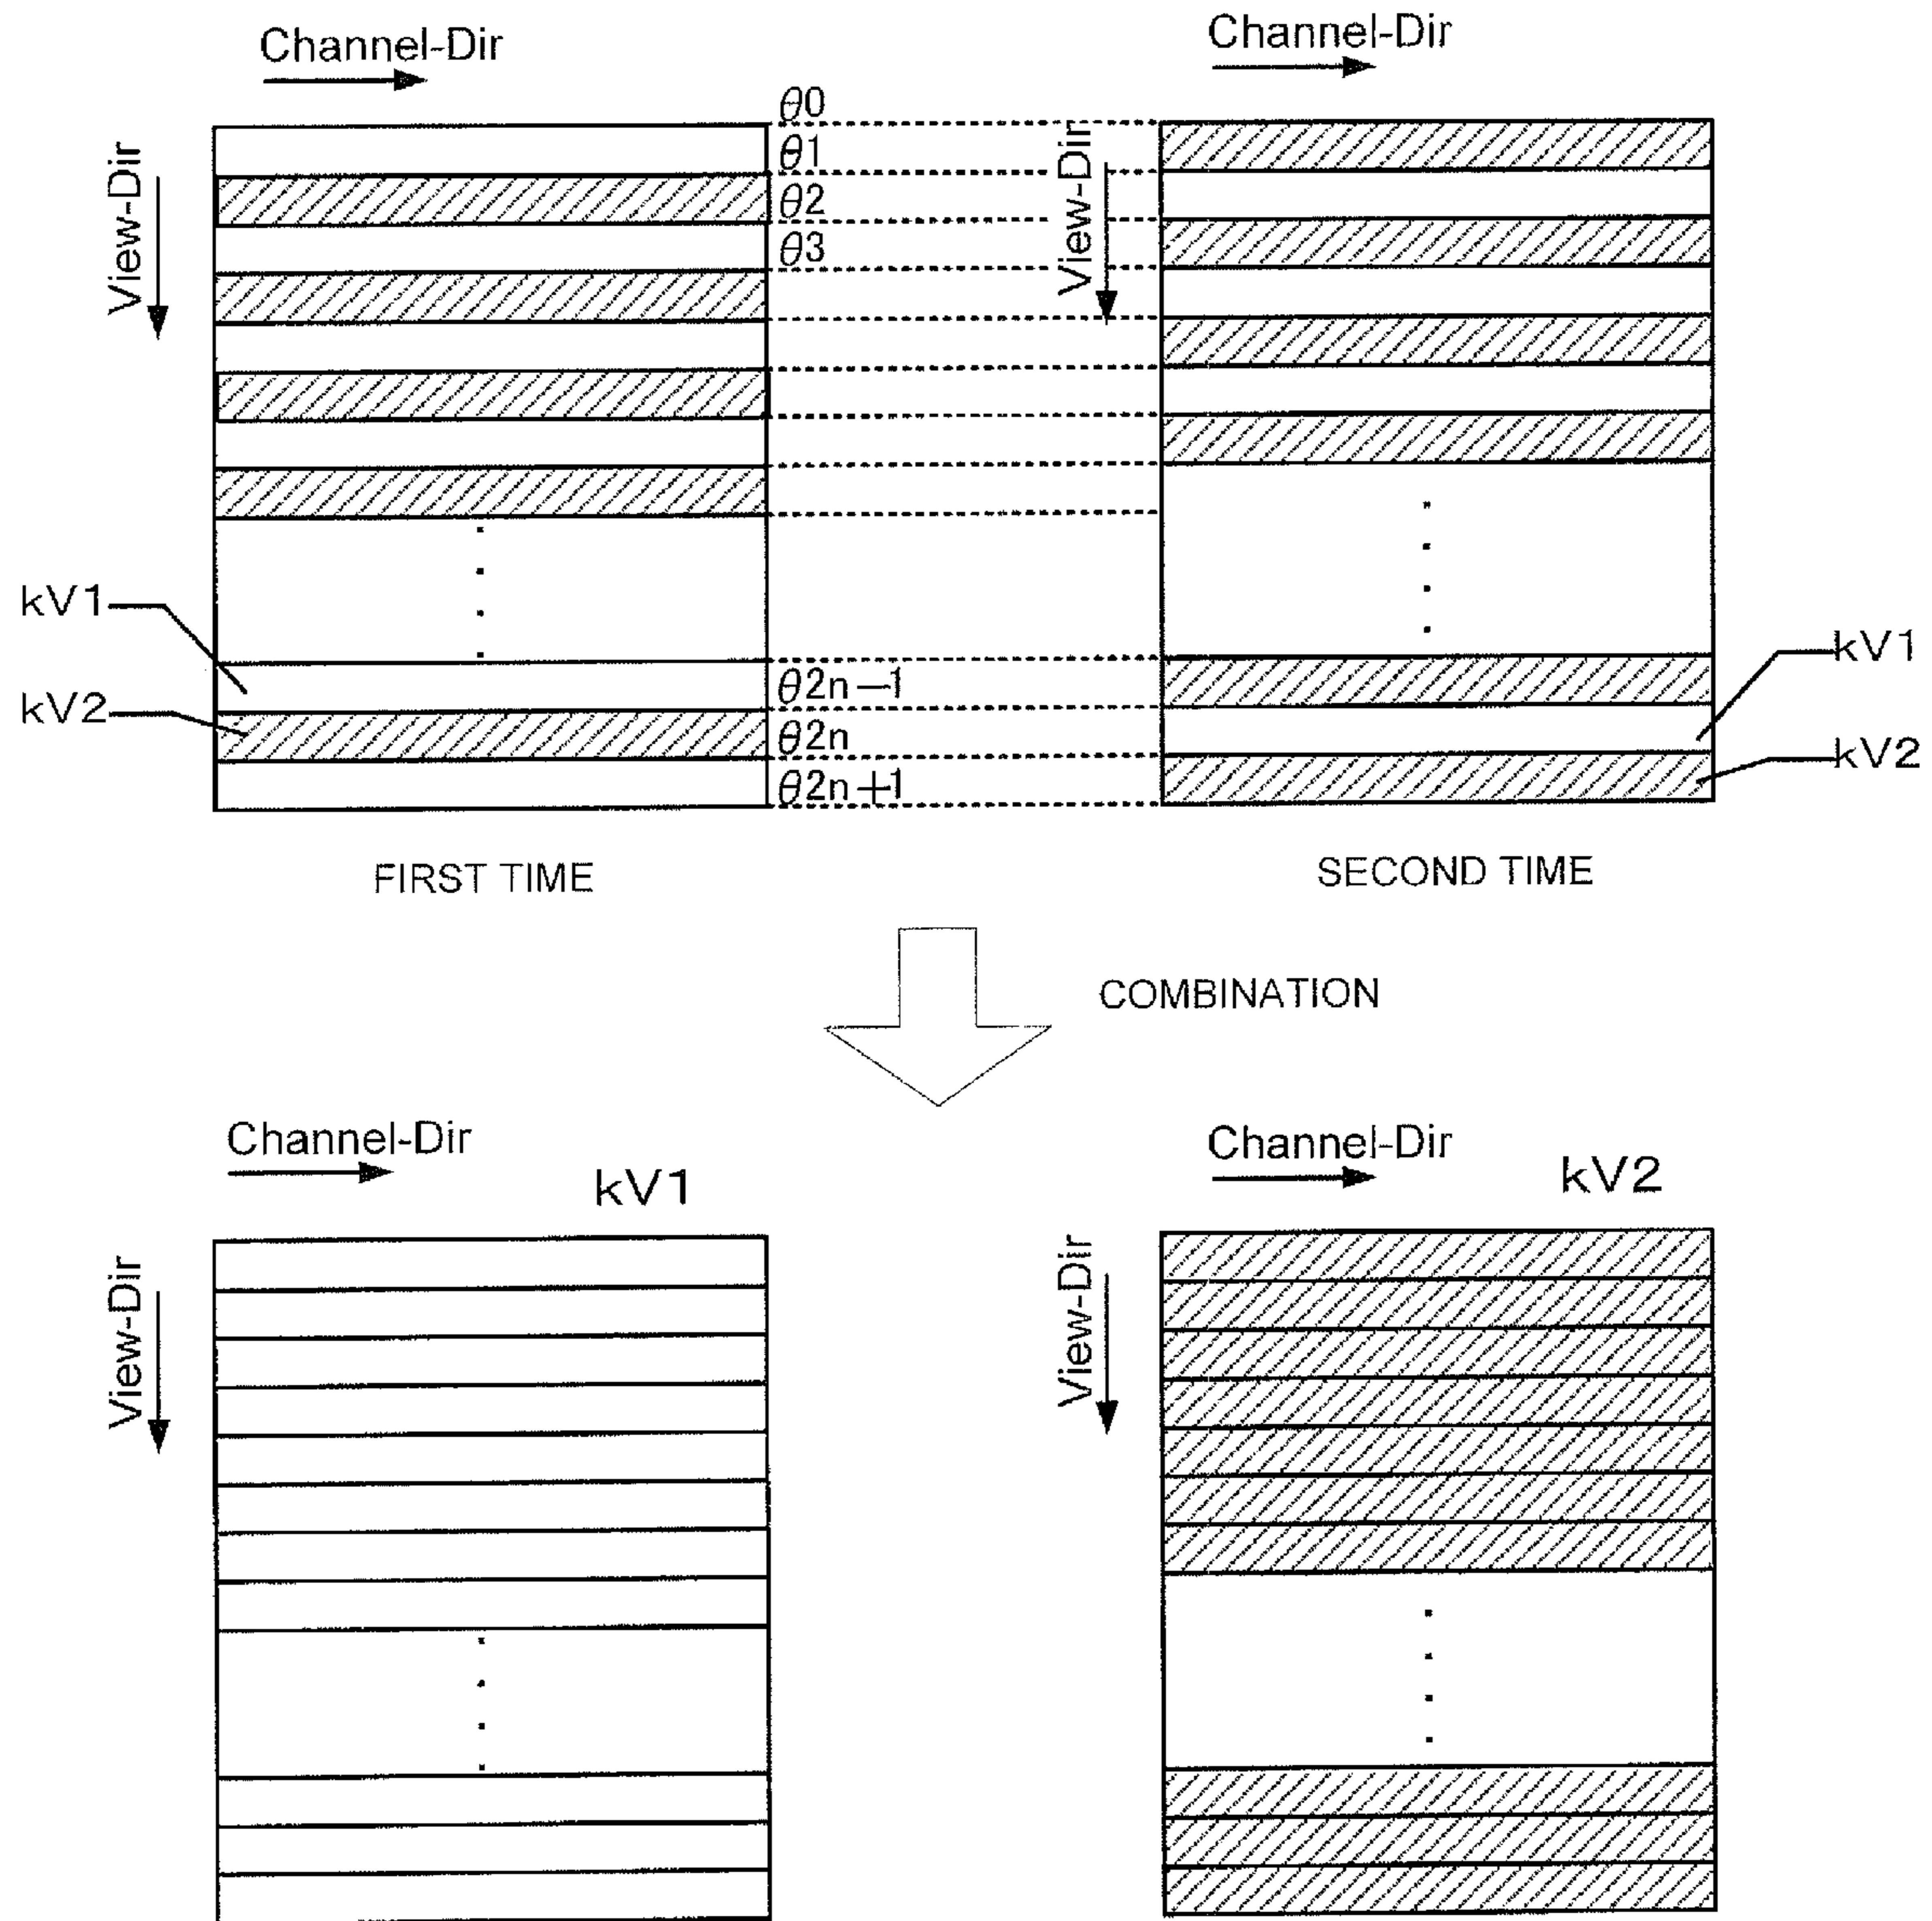 Channel-Dir
Channel-Dir
View-Dir
View-Dir
θ0
θ1
θ2
θ3
kV1
kV2
θ2n-1
θ2n
θ2n+1
kV1
kV2
FIRST TIME
SECOND TIME
COMBINATION
Channel-Dir
kV1
Channel-Dir
kV2
View-Dir
View-Dir